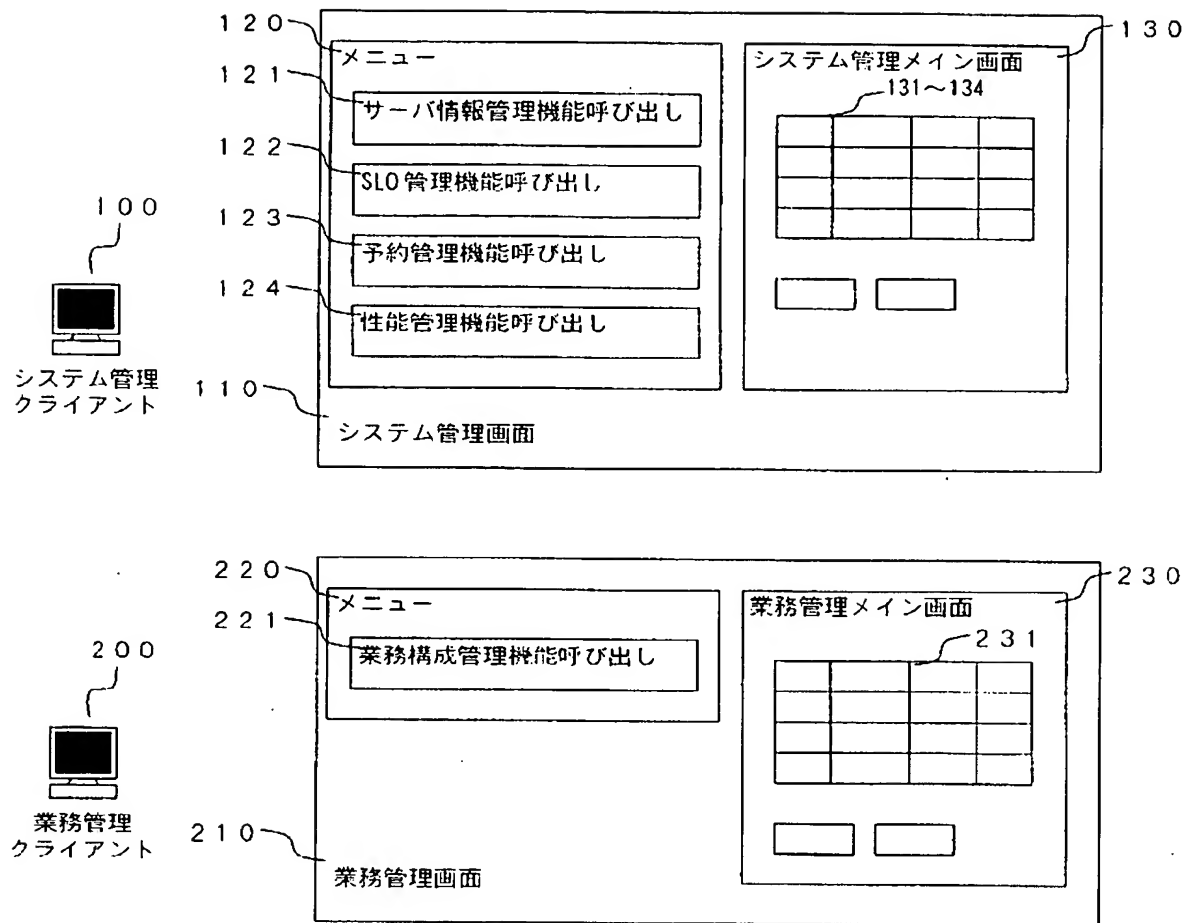 120
メニュー
121
サーバ情報管理機能呼び出し
122
SLO管理機能呼び出し
123
予約管理機能呼び出し
124
性能管理機能呼び出し
130
システム管理メイン画面
131～134
100
システム管理
クライアント
110
システム管理画面
220
メニュー
221
業務構成管理機能呼び出し
230
業務管理メイン画面
231
200
業務管理
クライアント
210
業務管理画面